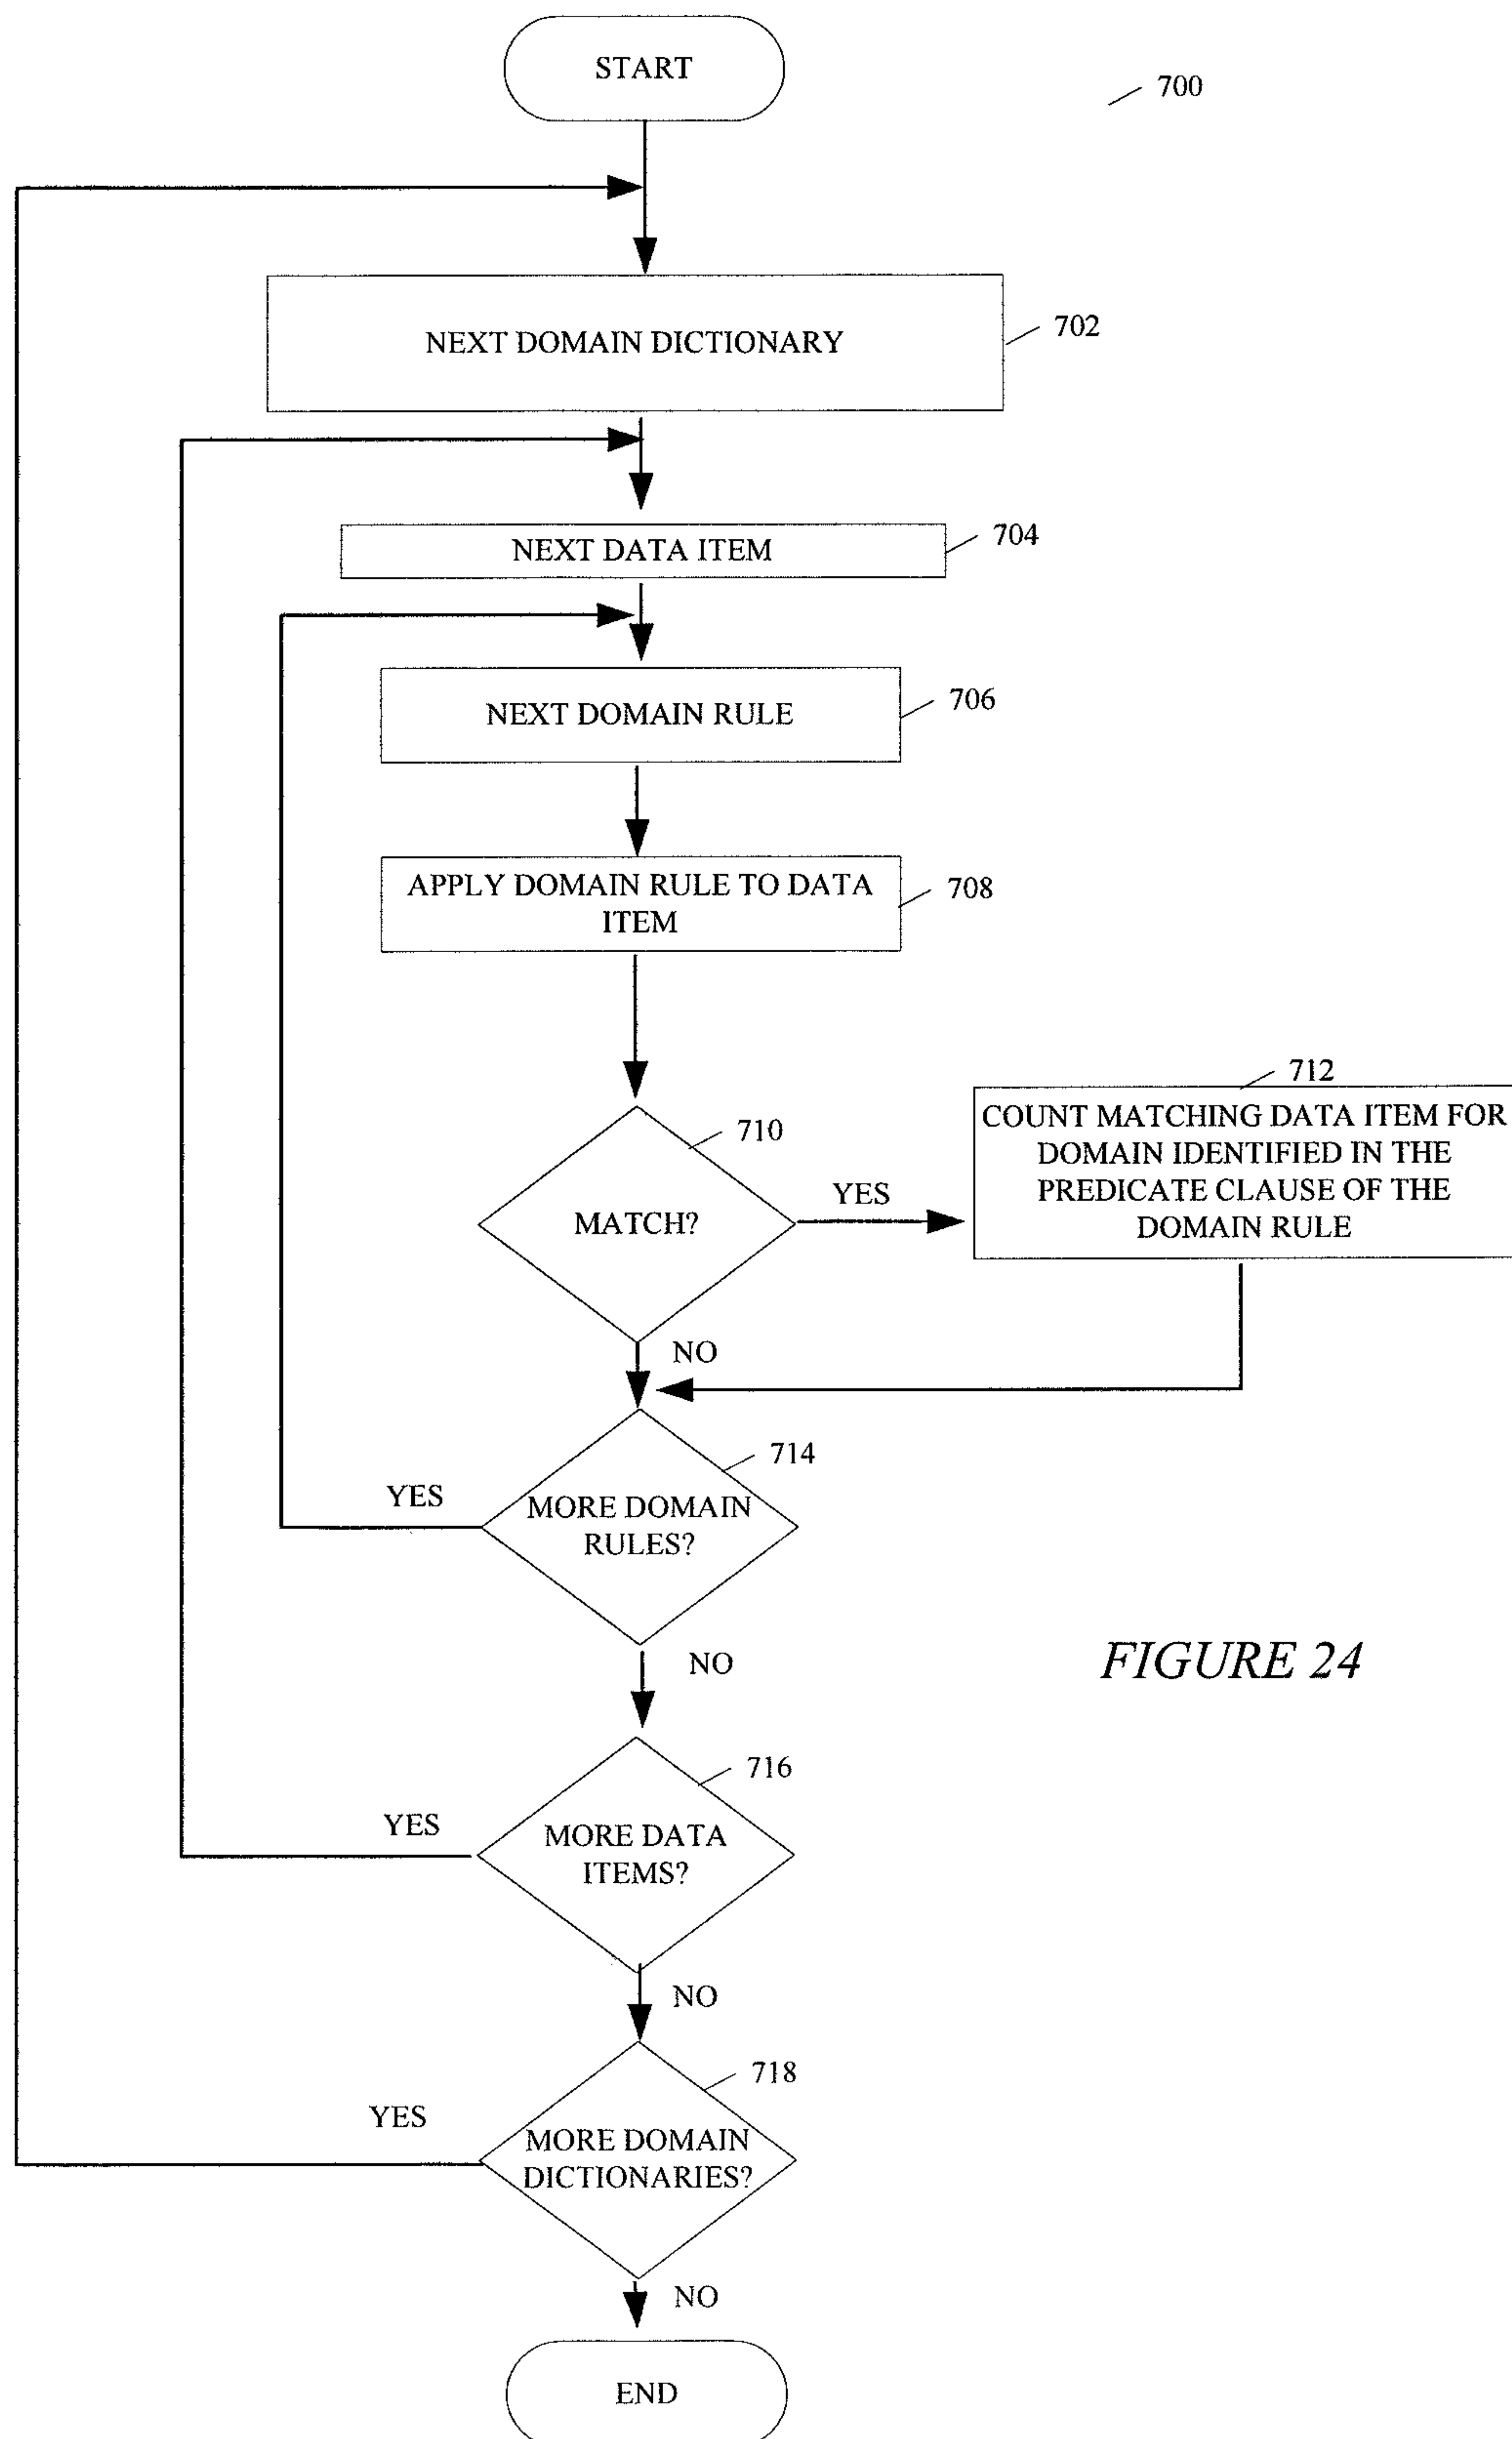 START
700
NEXT DOMAIN DICTIONARY
702
NEXT DATA ITEM
704
NEXT DOMAIN RULE
706
APPLY DOMAIN RULE TO DATA
ITEM
708
712
COUNT MATCHING DATA ITEM FOR
DOMAIN IDENTIFIED IN THE
PREDICATE CLAUSE OF THE
DOMAIN RULE
710
MATCH?
YES
NO
714
MORE DOMAIN
RULES?
YES
NO
FIGURE 24
716
MORE DATA
ITEMS?
YES
NO
718
MORE DOMAIN
DICTIONARIES?
YES
NO
END